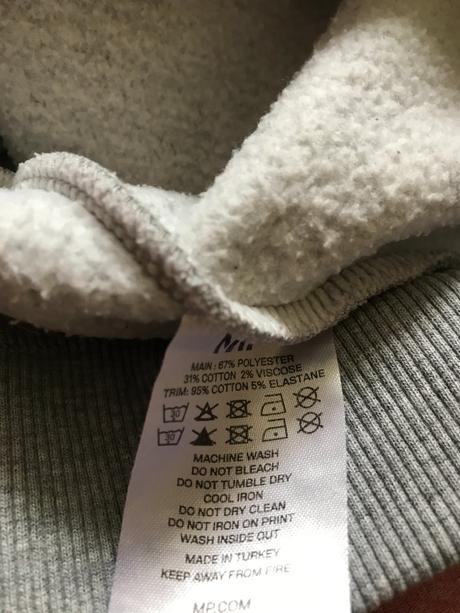 MP
MAIN: 67% POLYESTER
31% COTTON 2% VISCOSE
TRIM: 95% COTTON 5% ELASTANE
30
30
MACHINE WASH
DO NOT BLEACH
DO NOT TUMBLE DRY
COOL IRON
DO NOT DRY CLEAN
DO NOT IRON ON PRINT
WASH INSIDE OUT
MADE IN TURKEY
KEEP AWAY FROM FIRE
MP.COM